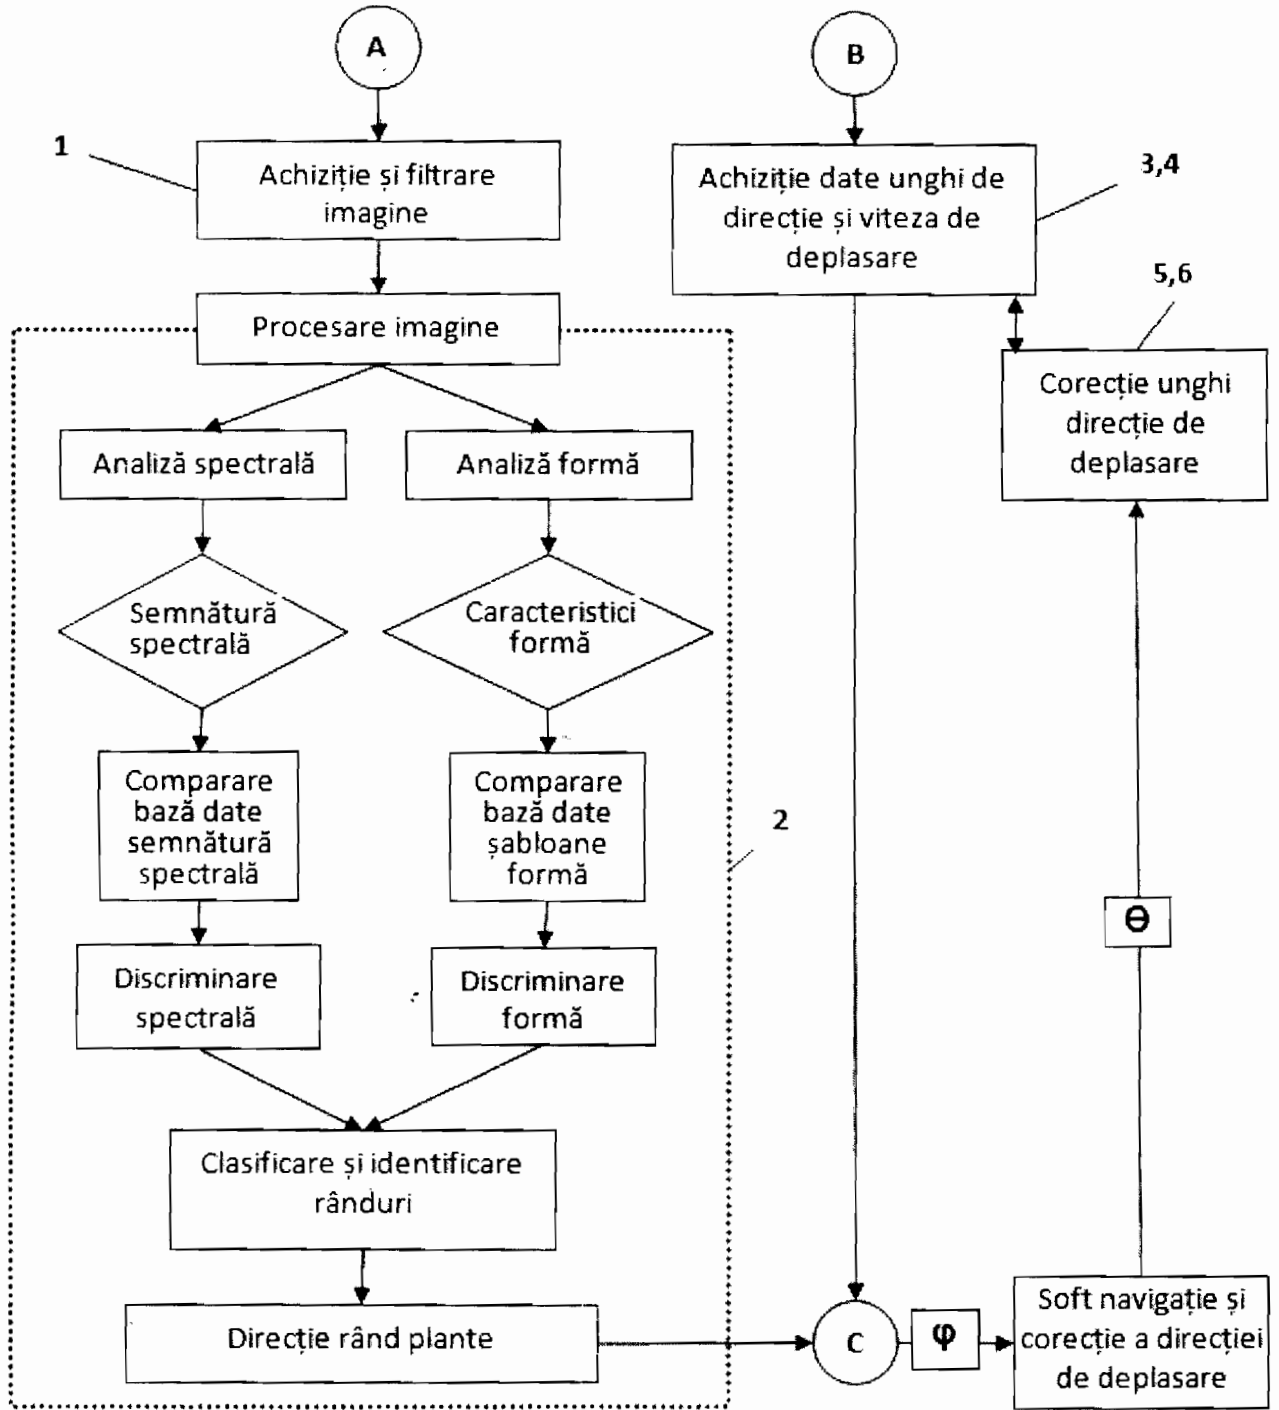 A
1
Achiziție și filtrare
imagine
Procesare imagine
Analiză spectrală
Analiză formă
Semnătură
spectrală
Caracteristici
formă
Comparare
bază date
semnătură
spectrală
Comparare
bază date
șabloane
formă
2
Discriminare
spectrală
Discriminare
formă
Clasificare și identificare
rânduri
Direcție rând plante
B
Achiziție date unghi de
direcție și viteza de
deplasare
3,4
5,6
Corecție unghi
direcție de
deplasare
Θ
C
φ
Soft navigație și
corecție a direcției
de deplasare